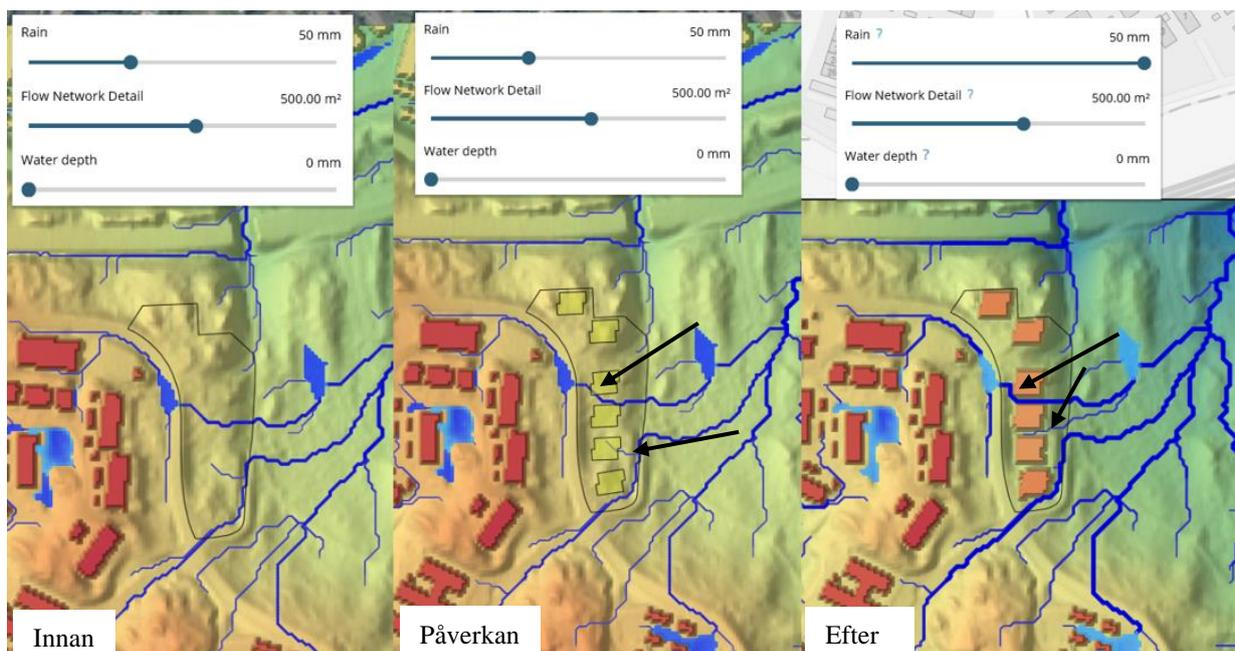 Rain 50 mm
Flow Network Detail 500.00 m²
Water depth 0 mm
Innan
Rain 50 mm
Flow Network Detail 500.00 m²
Water depth 0 mm
Påverkan
Rain ? 50 mm
Flow Network Detail ? 500.00 m²
Water depth ? 0 mm
Efter